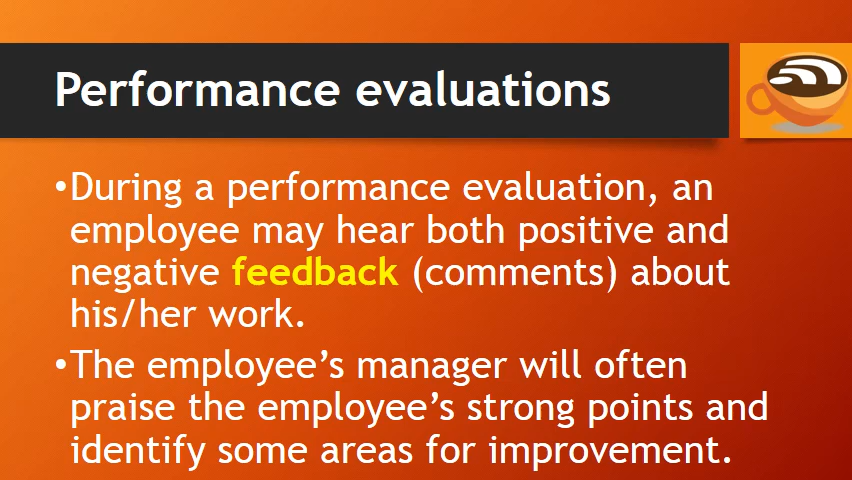 Performance evaluations
•During a performance evaluation, an
employee may hear both positive and
negative feedback (comments) about
his/her work.
•The employee’s manager will often
praise the employee’s strong points and
identify some areas for improvement.